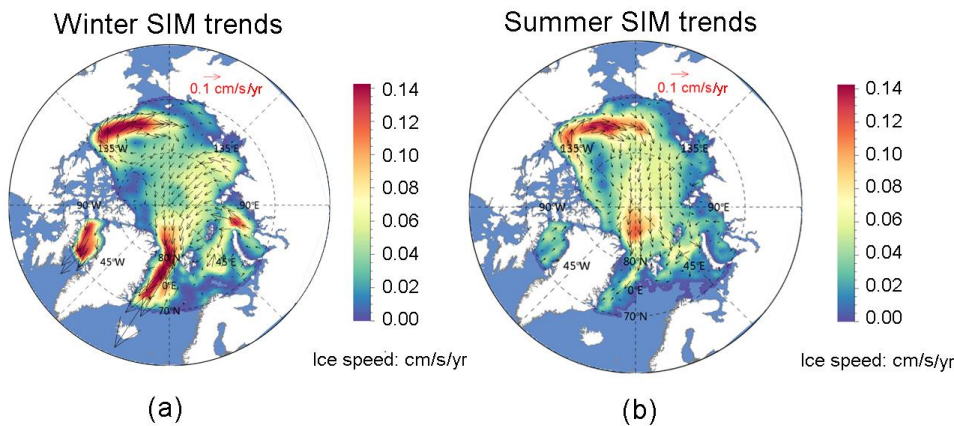 Winter SIM trends
Summer SIM trends
0.1 cm/s/yr
135°W
135°E
90°W
90°E
45°W
80°N
45°E
0°E
70°N
0.14
0.12
0.10
0.08
0.06
0.04
0.02
0.00
Ice speed: cm/s/yr
(a)
0.1 cm/s/yr
135°W
135°E
90°W
90°E
45°W
80°N
45°E
0°E
70°N
0.14
0.12
0.10
0.08
0.06
0.04
0.02
0.00
Ice speed: cm/s/yr
(b)